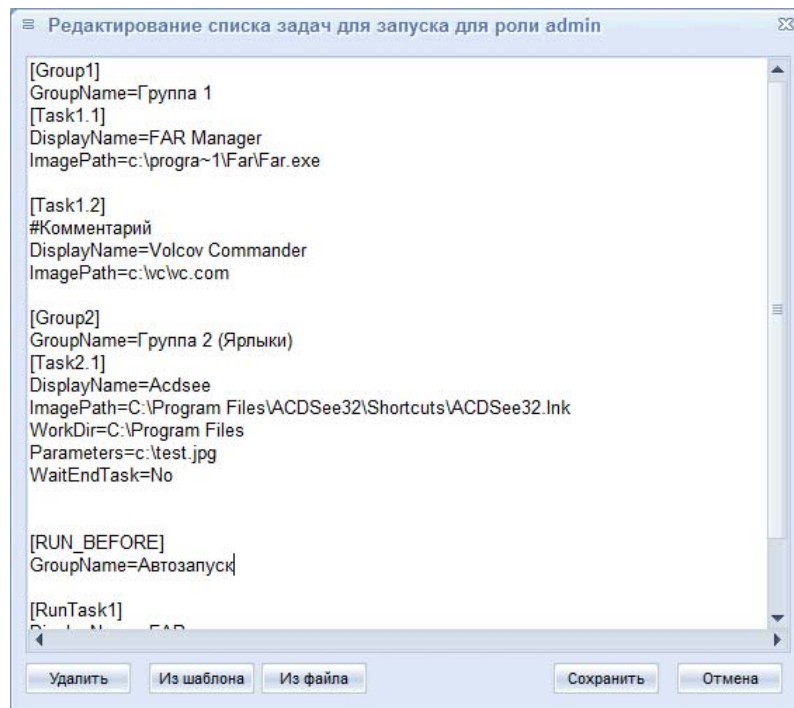 Редактирование списка задач для запуска для роли admin
[Group1]
GroupName=Группа 1
[Task1.1]
DisplayName=FAR Manager
ImagePath=c:\progra~1\Far\Far.exe
[Task1.2]
#Комментарий
DisplayName=Volcov Commander
ImagePath=c:\vc\vc.com
[Group2]
GroupName=Группа 2 (Ярлыки)
[Task2.1]
DisplayName=Acdsee
ImagePath=C:\Program Files\ACDSee32\Shortcuts\ACDSee32.lnk
WorkDir=C:\Program Files
Parameters=c:\test.jpg
WaitEndTask=No
[RUN_BEFORE]
GroupName=Автозапуск
[RunTask1]
Удалить Из шаблона Из файла Сохранить Отмена